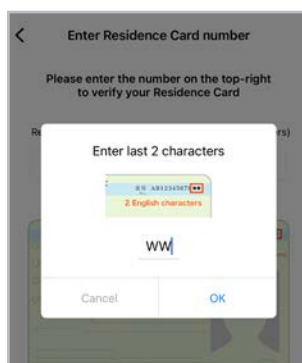 Enter Residence Card number
Please enter the number on the top-right
to verify your Residence Card
Enter last 2 characters
AB1234567
2 English characters
WW
Cancel
OK